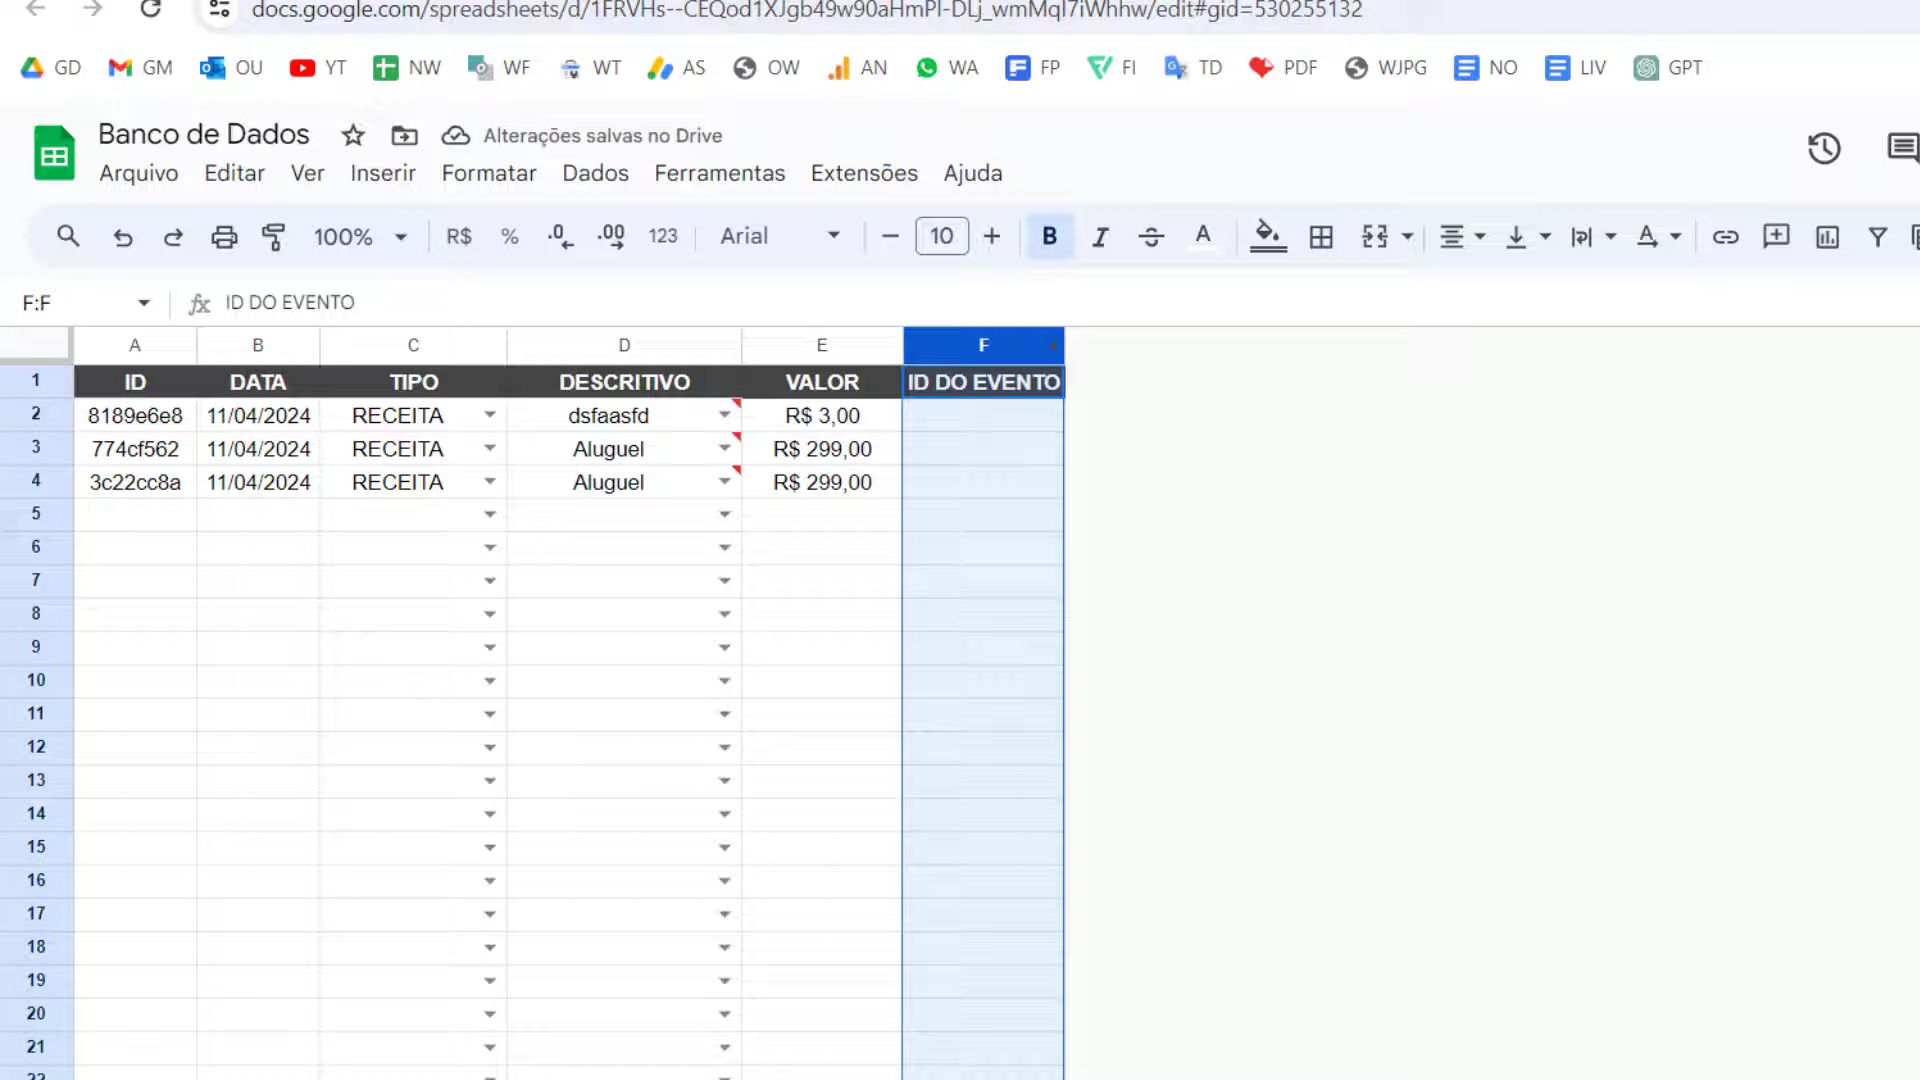 docs.google.com/spreadsheets/d/1FRVHs--CEQod1XJgb49w90aHmPl-DLj_wmMqI7iWhhw/edit#gid=530255132
GD GM OU YT NW WF WT AS OW AN WA FP FI TD PDF WJPG NO LIV GPT
Banco de Dados Alterações salvas no Drive
Arquivo Editar Ver Inserir Formatar Dados Ferramentas Extensões Ajuda
100% R$ % .0 .00 123 Arial 10 B I S A A
F:F fx ID DO EVENTO
A B C D E F
1 ID DATA TIPO DESCRITIVO VALOR ID DO EVENTO
2 8189e6e8 11/04/2024 RECEITA dsfaasfd R$ 3,00
3 774cf562 11/04/2024 RECEITA Aluguel R$ 299,00
4 3c22cc8a 11/04/2024 RECEITA Aluguel R$ 299,00
5
6
7
8
9
10
11
12
13
14
15
16
17
18
19
20
21
22